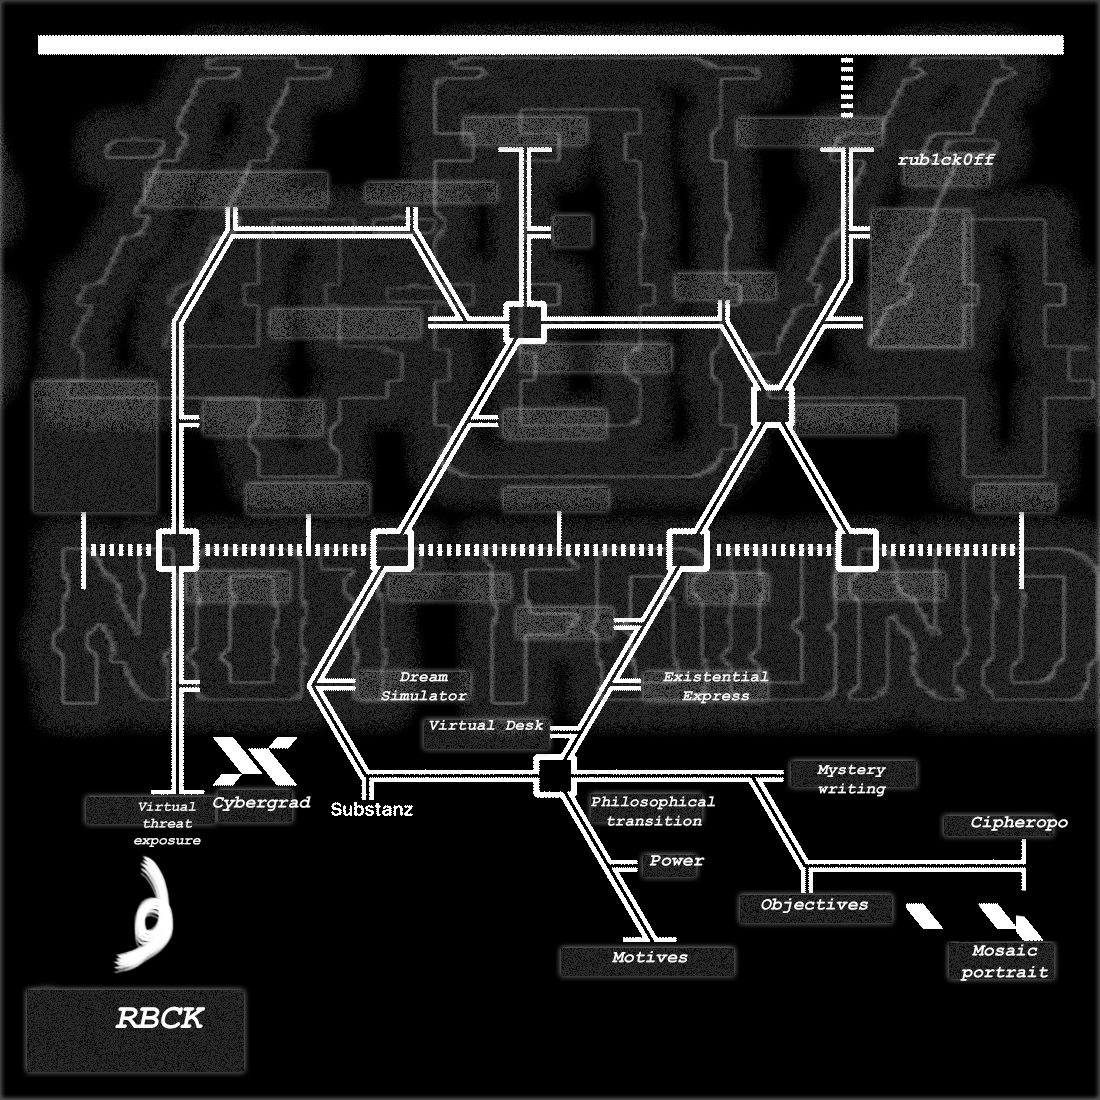 rub1ck0ff
Dream
Simulator
Existential
Express
Virtual Desk
Mystery
writing
Virtual
threat
exposure
Cybergrad
Substanz
Philosophical
transition
Cipheropo
Power
Objectives
Motives
Mosaic
portrait
RBCK